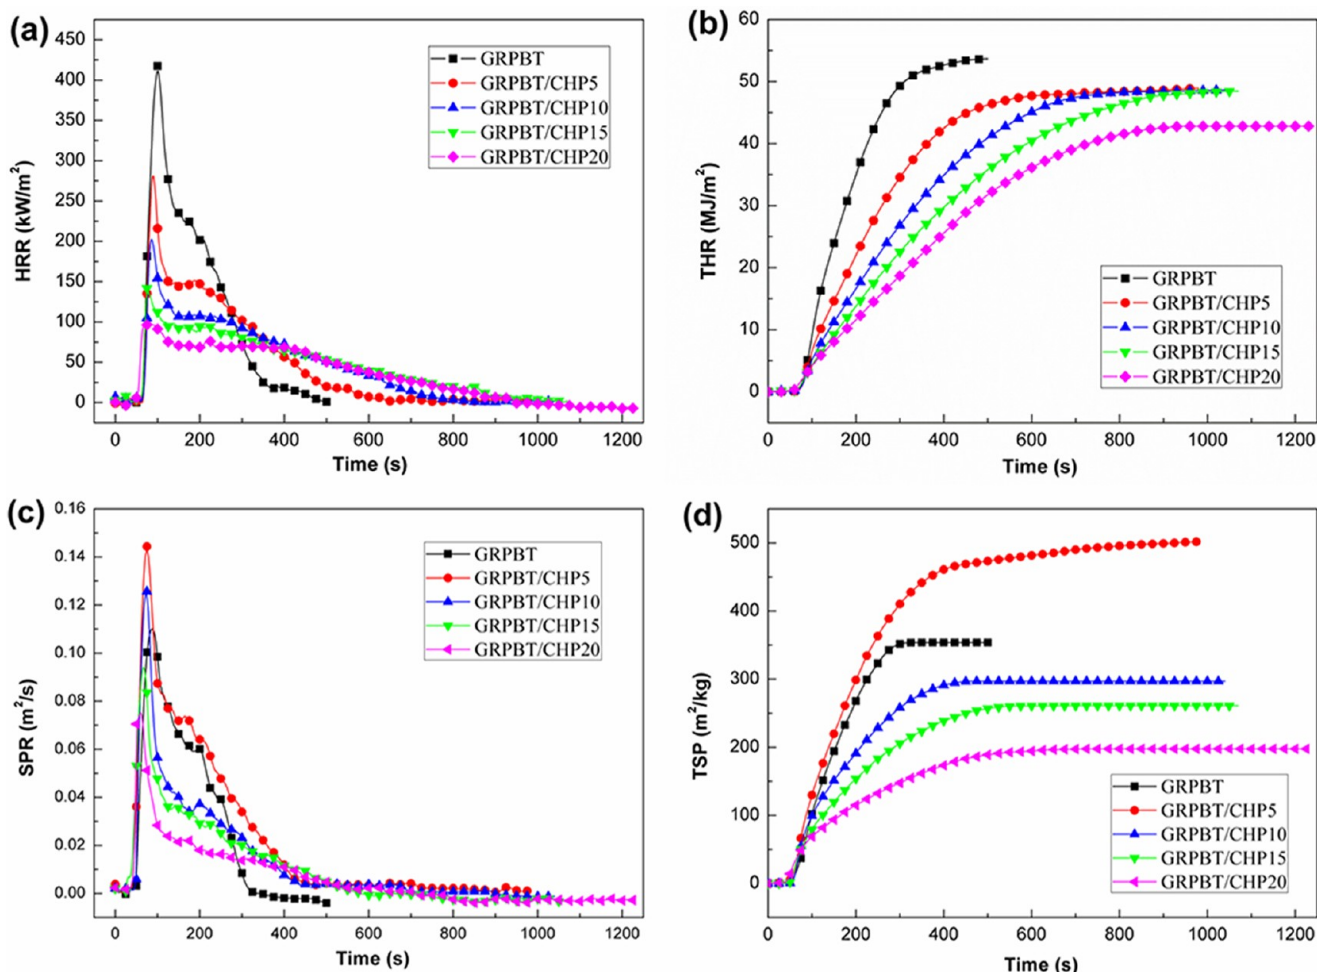 (a)
450
400
350
300
250
200
150
100
50
0
HRR (kW/m²)
GRPBT
GRPBT/CHP5
GRPBT/CHP10
GRPBT/CHP15
GRPBT/CHP20
0 200 400 600 800 1000 1200
Time (s)
(b)
60
50
40
30
20
10
0
THR (MJ/m²)
GRPBT
GRPBT/CHP5
GRPBT/CHP10
GRPBT/CHP15
GRPBT/CHP20
0 200 400 600 800 1000 1200
Time (s)
(c)
0.16
0.14
0.12
0.10
0.08
0.06
0.04
0.02
0.00
SPR (m²/s)
GRPBT
GRPBT/CHP5
GRPBT/CHP10
GRPBT/CHP15
GRPBT/CHP20
0 200 400 600 800 1000 1200
Time (s)
(d)
500
400
300
200
100
0
TSP (m²/kg)
GRPBT
GRPBT/CHP5
GRPBT/CHP10
GRPBT/CHP15
GRPBT/CHP20
0 200 400 600 800 1000 1200
Time (s)